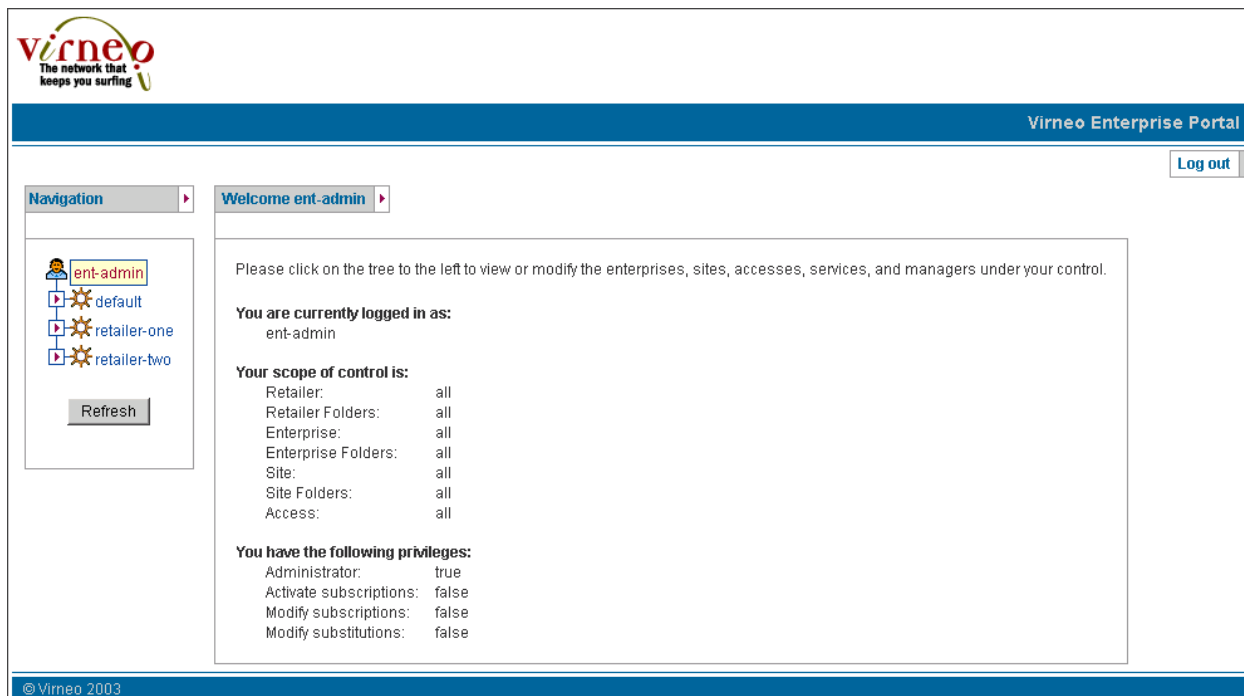 Virneo
The network that
keeps you surfing
Virneo Enterprise Portal
Log out
Navigation
Welcome ent-admin
ent-admin
default
retailer-one
retailer-two
Refresh
Please click on the tree to the left to view or modify the enterprises, sites, accesses, services, and managers under your control.
You are currently logged in as:
ent-admin
Your scope of control is:
Retailer: all
Retailer Folders: all
Enterprise: all
Enterprise Folders: all
Site: all
Site Folders: all
Access: all
You have the following privileges:
Administrator: true
Activate subscriptions: false
Modify subscriptions: false
Modify substitutions: false
© Virneo 2003